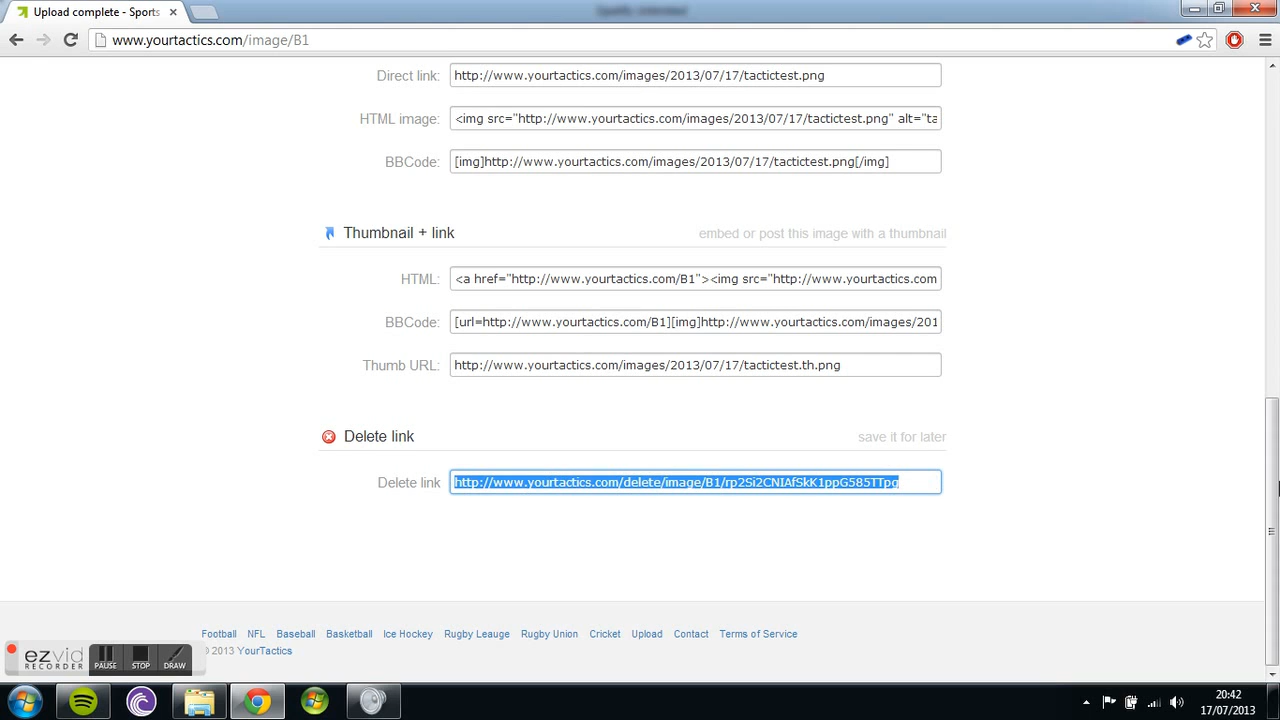 Upload complete - Sports
Spotify Unlimited
www.yourtactics.com/image/B1
Direct link: http://www.yourtactics.com/images/2013/07/17/tactictest.png
HTML image: <img src="http://www.yourtactics.com/images/2013/07/17/tactictest.png" alt="ta
BBCode: [img]http://www.yourtactics.com/images/2013/07/17/tactictest.png[/img]
Thumbnail + link embed or post this image with a thumbnail
HTML: <a href="http://www.yourtactics.com/B1"><img src="http://www.yourtactics.com
BBCode: [url=http://www.yourtactics.com/B1][img]http://www.yourtactics.com/images/201
Thumb URL: http://www.yourtactics.com/images/2013/07/17/tactictest.th.png
Delete link save it for later
Delete link http://www.yourtactics.com/delete/image/B1/rp2Si2CNIAfSkK1ppG585TTpg
Football NFL Baseball Basketball Ice Hockey Rugby Leauge Rugby Union Cricket Upload Contact Terms of Service
© 2013 YourTactics
ezvid
RECORDER
PAUSE STOP DRAW
20:42
17/07/2013